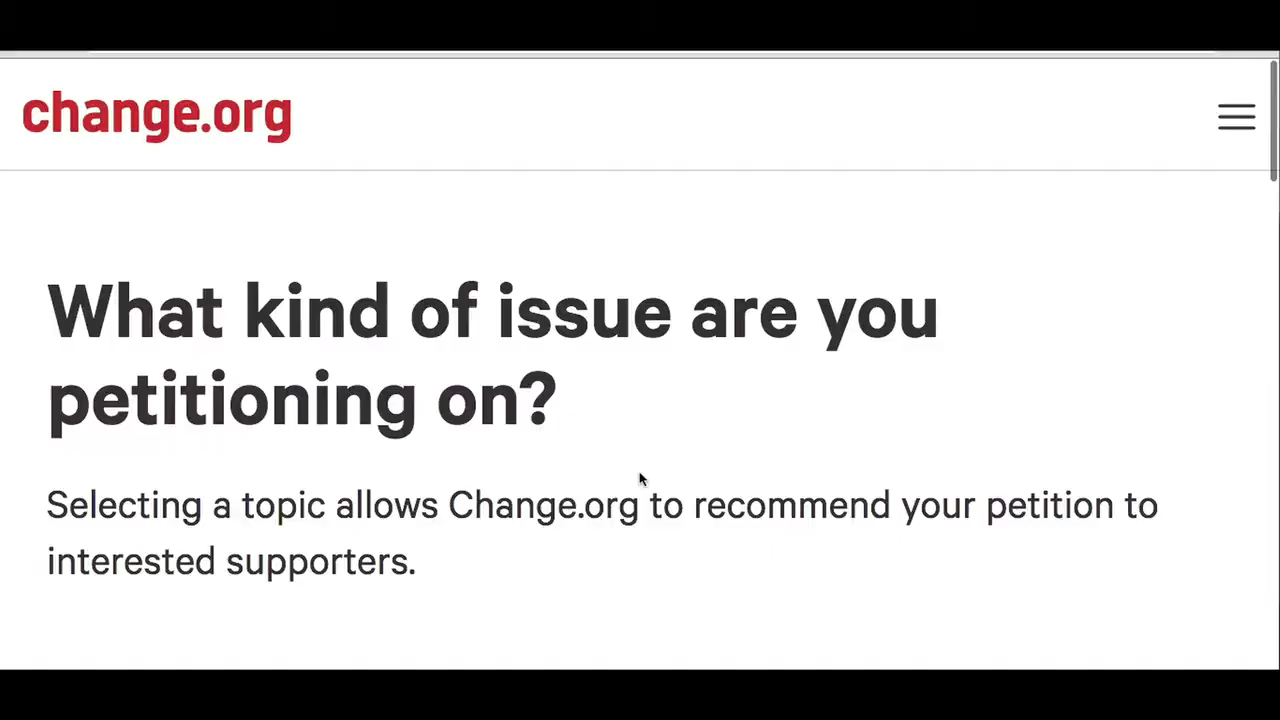 change.org
What kind of issue are you
petitioning on?
Selecting a topic allows Change.org to recommend your petition to
interested supporters.